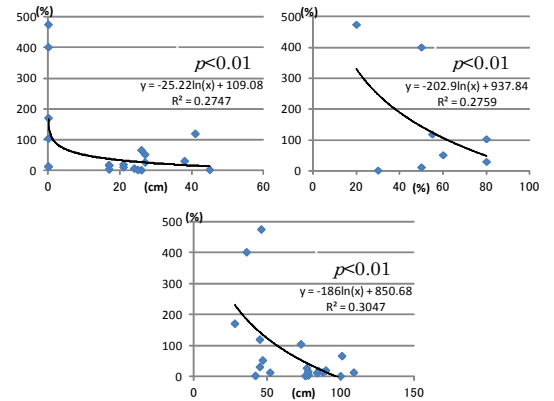 (%)
500
400
300
200
100
0
p<0.01
y = -25.22ln(x) + 109.08
R² = 0.2747
0 20 40 60
(cm)
(%)
500
400
300
200
100
0
p<0.01
y = -202.9ln(x) + 937.84
R² = 0.2759
0 20 40 60 80 100
(%)
(%)
500
400
300
200
100
0
p<0.01
y = -186ln(x) + 850.68
R² = 0.3047
0 50 100 150
(cm)